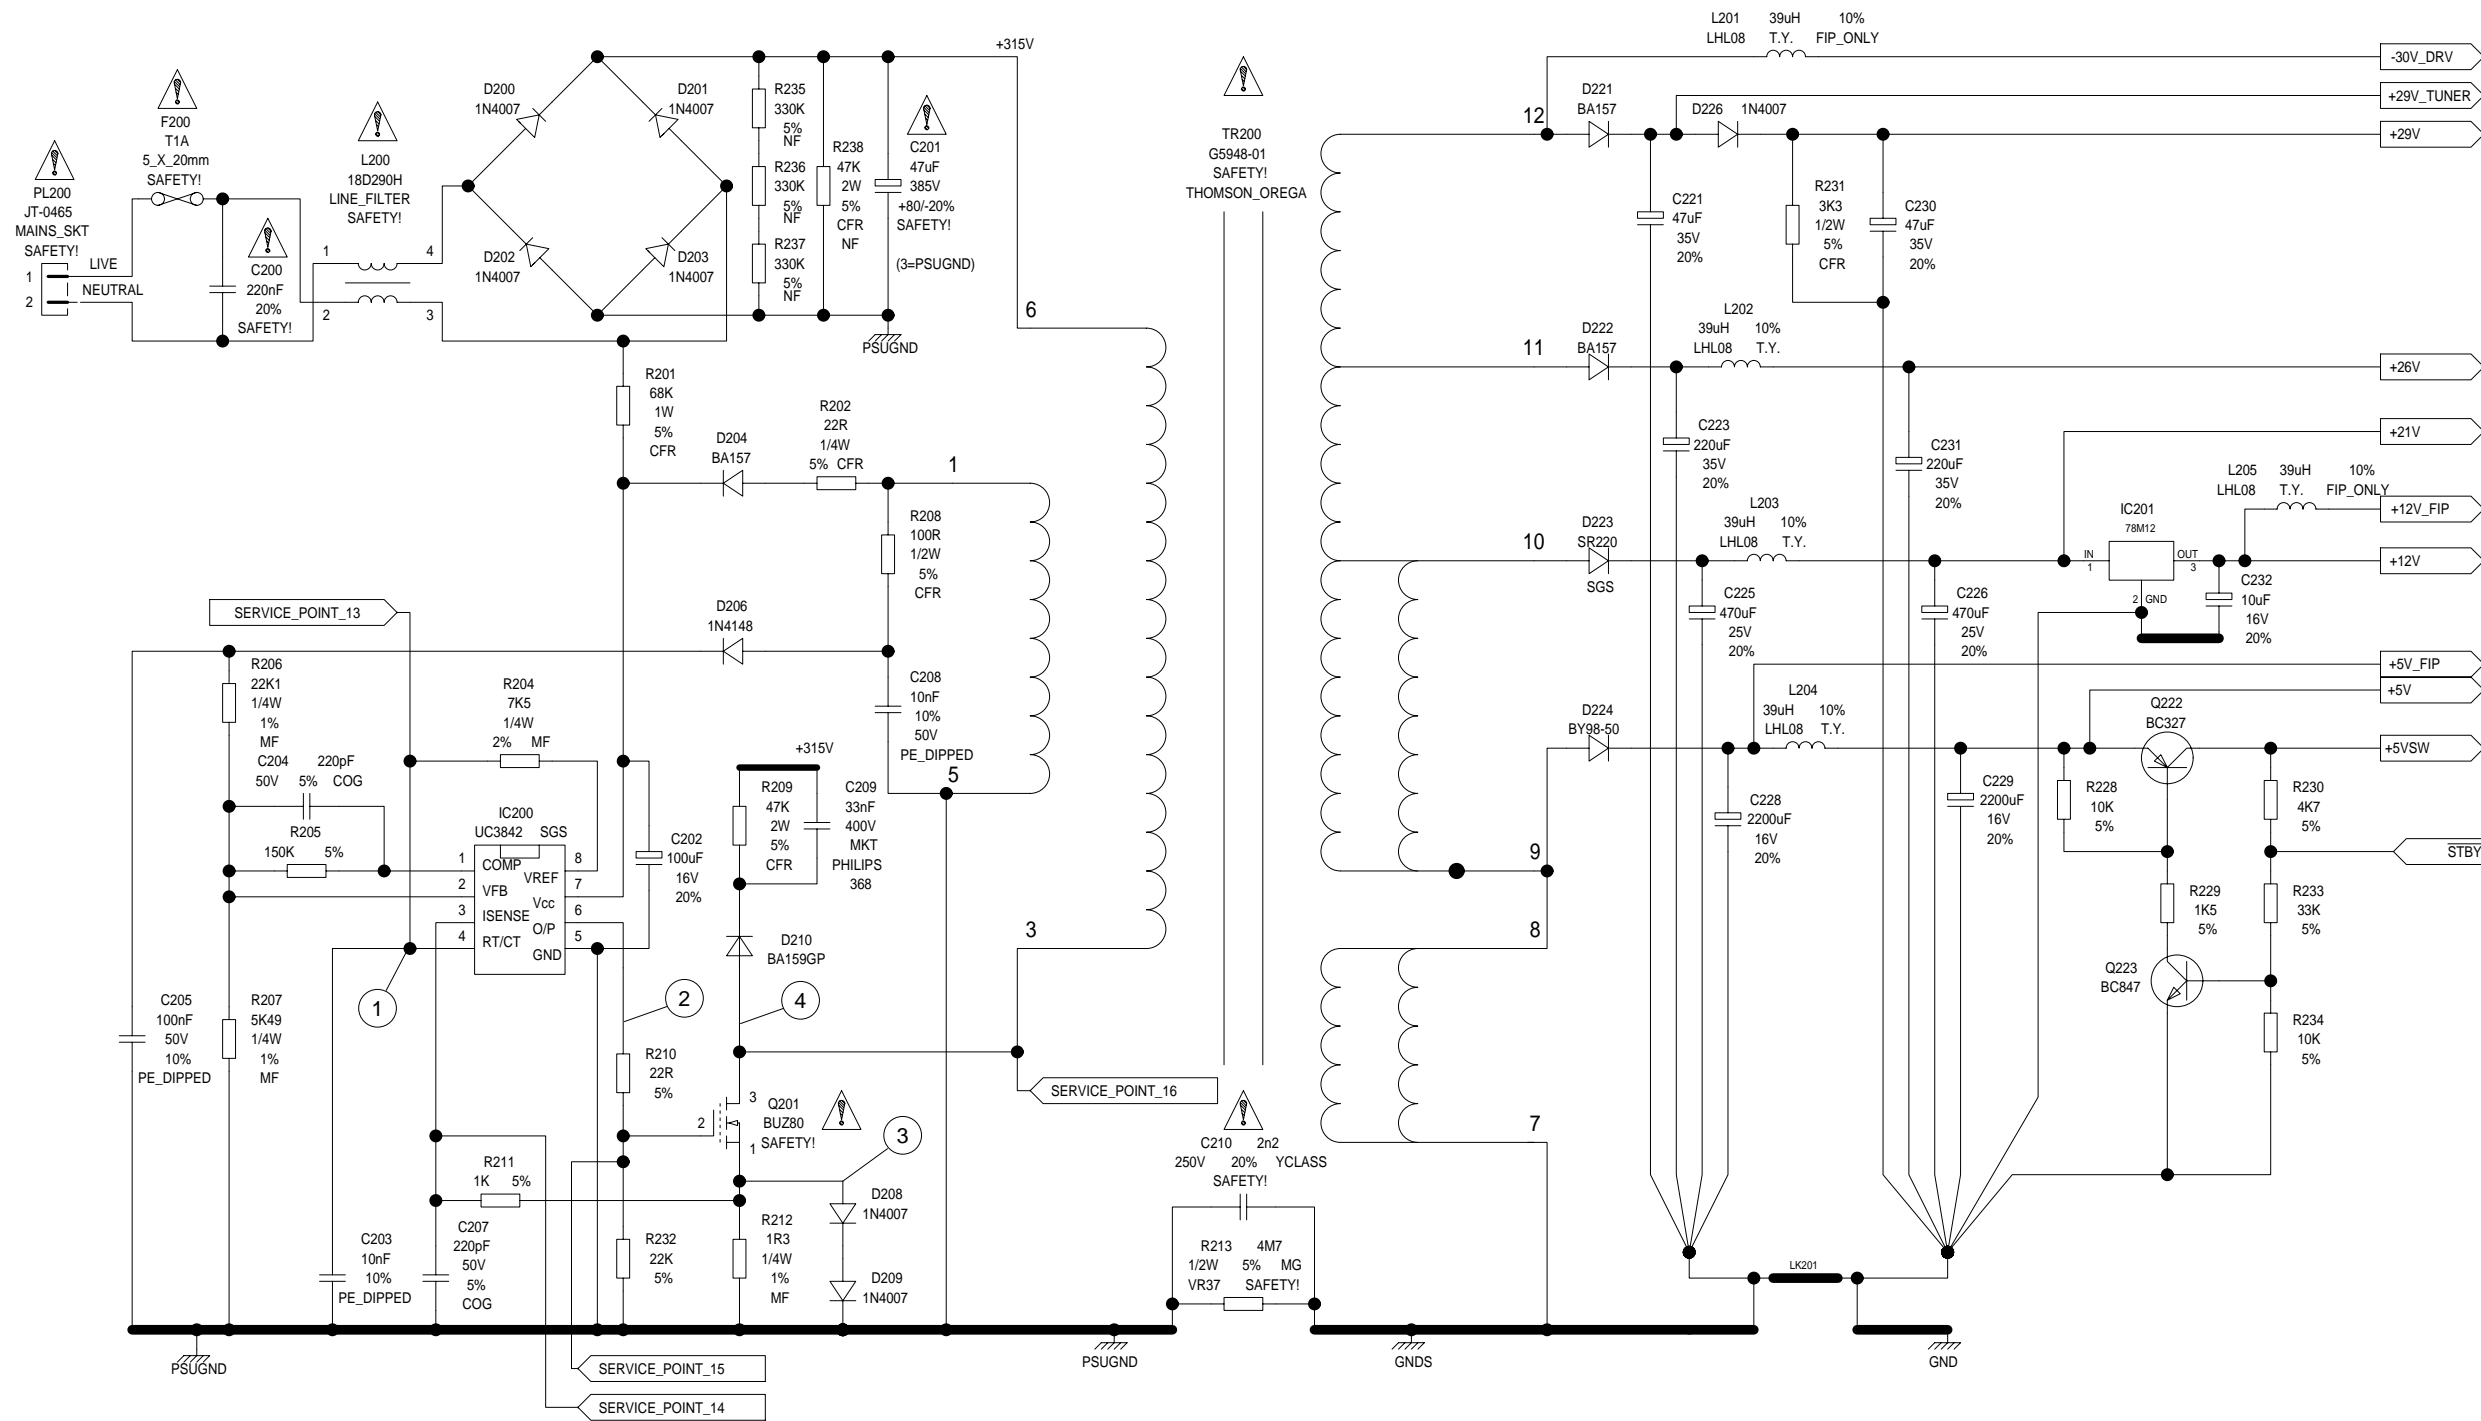 L201 39uH 10%
LHL08 T.Y. FIP_ONLY
+315V
-30V_DRV
+29V_TUNER
+29V
D200
1N4007
D201
1N4007
D202
1N4007
D203
1N4007
F200
T1A
5_X_20mm
SAFETY!
PL200
JT-0465
MAINS_SKT
SAFETY!
1
LIVE
2
NEUTRAL
C200
220nF
20%
SAFETY!
L200
18D290H
LINE_FILTER
SAFETY!
1
4
2
3
R235
330K
5%
NF
R236
330K
5%
NF
R237
330K
5%
NF
R238
47K
2W
5%
CFR
NF
C201
47uF
385V
+80/-20%
SAFETY!
(3=PSUGND)
PSUGND
6
TR200
G5948-01
SAFETY!
THOMSON_OREGA
12
D221
BA157
D226 1N4007
C221
47uF
35V
20%
R231
3K3
1/2W
5%
CFR
C230
47uF
35V
20%
11
D222
BA157
L202
39uH 10%
LHL08 T.Y.
+26V
+21V
R201
68K
1W
5%
CFR
R202
22R
1/4W
5% CFR
D204
BA157
1
R208
100R
1/2W
5%
CFR
C223
220uF
35V
20%
C231
220uF
35V
20%
L205 39uH 10%
LHL08 T.Y. FIP_ONLY
+12V_FIP
10
D223
SR220
SGS
L203
39uH 10%
LHL08 T.Y.
IC201
78M12
IN
1
OUT
3
2 GND
+12V
C232
10uF
16V
20%
C225
470uF
25V
20%
C226
470uF
25V
20%
SERVICE_POINT_13
D206
1N4148
R206
22K1
1/4W
1%
MF
R204
7K5
1/4W
2% MF
C204 220pF
50V 5% COG
C208
10nF
10%
50V
PE_DIPPED
5
+315V
R209
47K
2W
5%
CFR
C209
33nF
400V
MKT
PHILIPS
368
R205
150K 5%
IC200
UC3842 SGS
1 COMP
2 VFB
3 ISENSE
4 RT/CT
VREF 8
Vcc 7
O/P 6
GND 5
C202
100uF
16V
20%
+5V_FIP
+5V
D224
BY98-50
L204
39uH 10%
LHL08 T.Y.
Q222
BC327
+5VSW
C228
2200uF
16V
20%
C229
2200uF
16V
20%
R228
10K
5%
R230
4K7
5%
STBY
9
R229
1K5
5%
R233
33K
5%
3
8
D210
BA159GP
Q223
BC847
R234
10K
5%
C205
100nF
50V
10%
PE_DIPPED
R207
5K49
1/4W
1%
MF
1
2
4
R210
22R
5%
SERVICE_POINT_16
3
2
1
Q201
BUZ80
SAFETY!
3
7
R211
1K 5%
C210 2n2
250V 20% YCLASS
SAFETY!
R213 4M7
1/2W 5% MG
VR37 SAFETY!
D208
1N4007
D209
1N4007
R212
1R3
1/4W
1%
MF
R232
22K
5%
C203
10nF
10%
PE_DIPPED
C207
220pF
50V
5%
COG
LK201
PSUGND
PSUGND
GNDS
GND
SERVICE_POINT_15
SERVICE_POINT_14